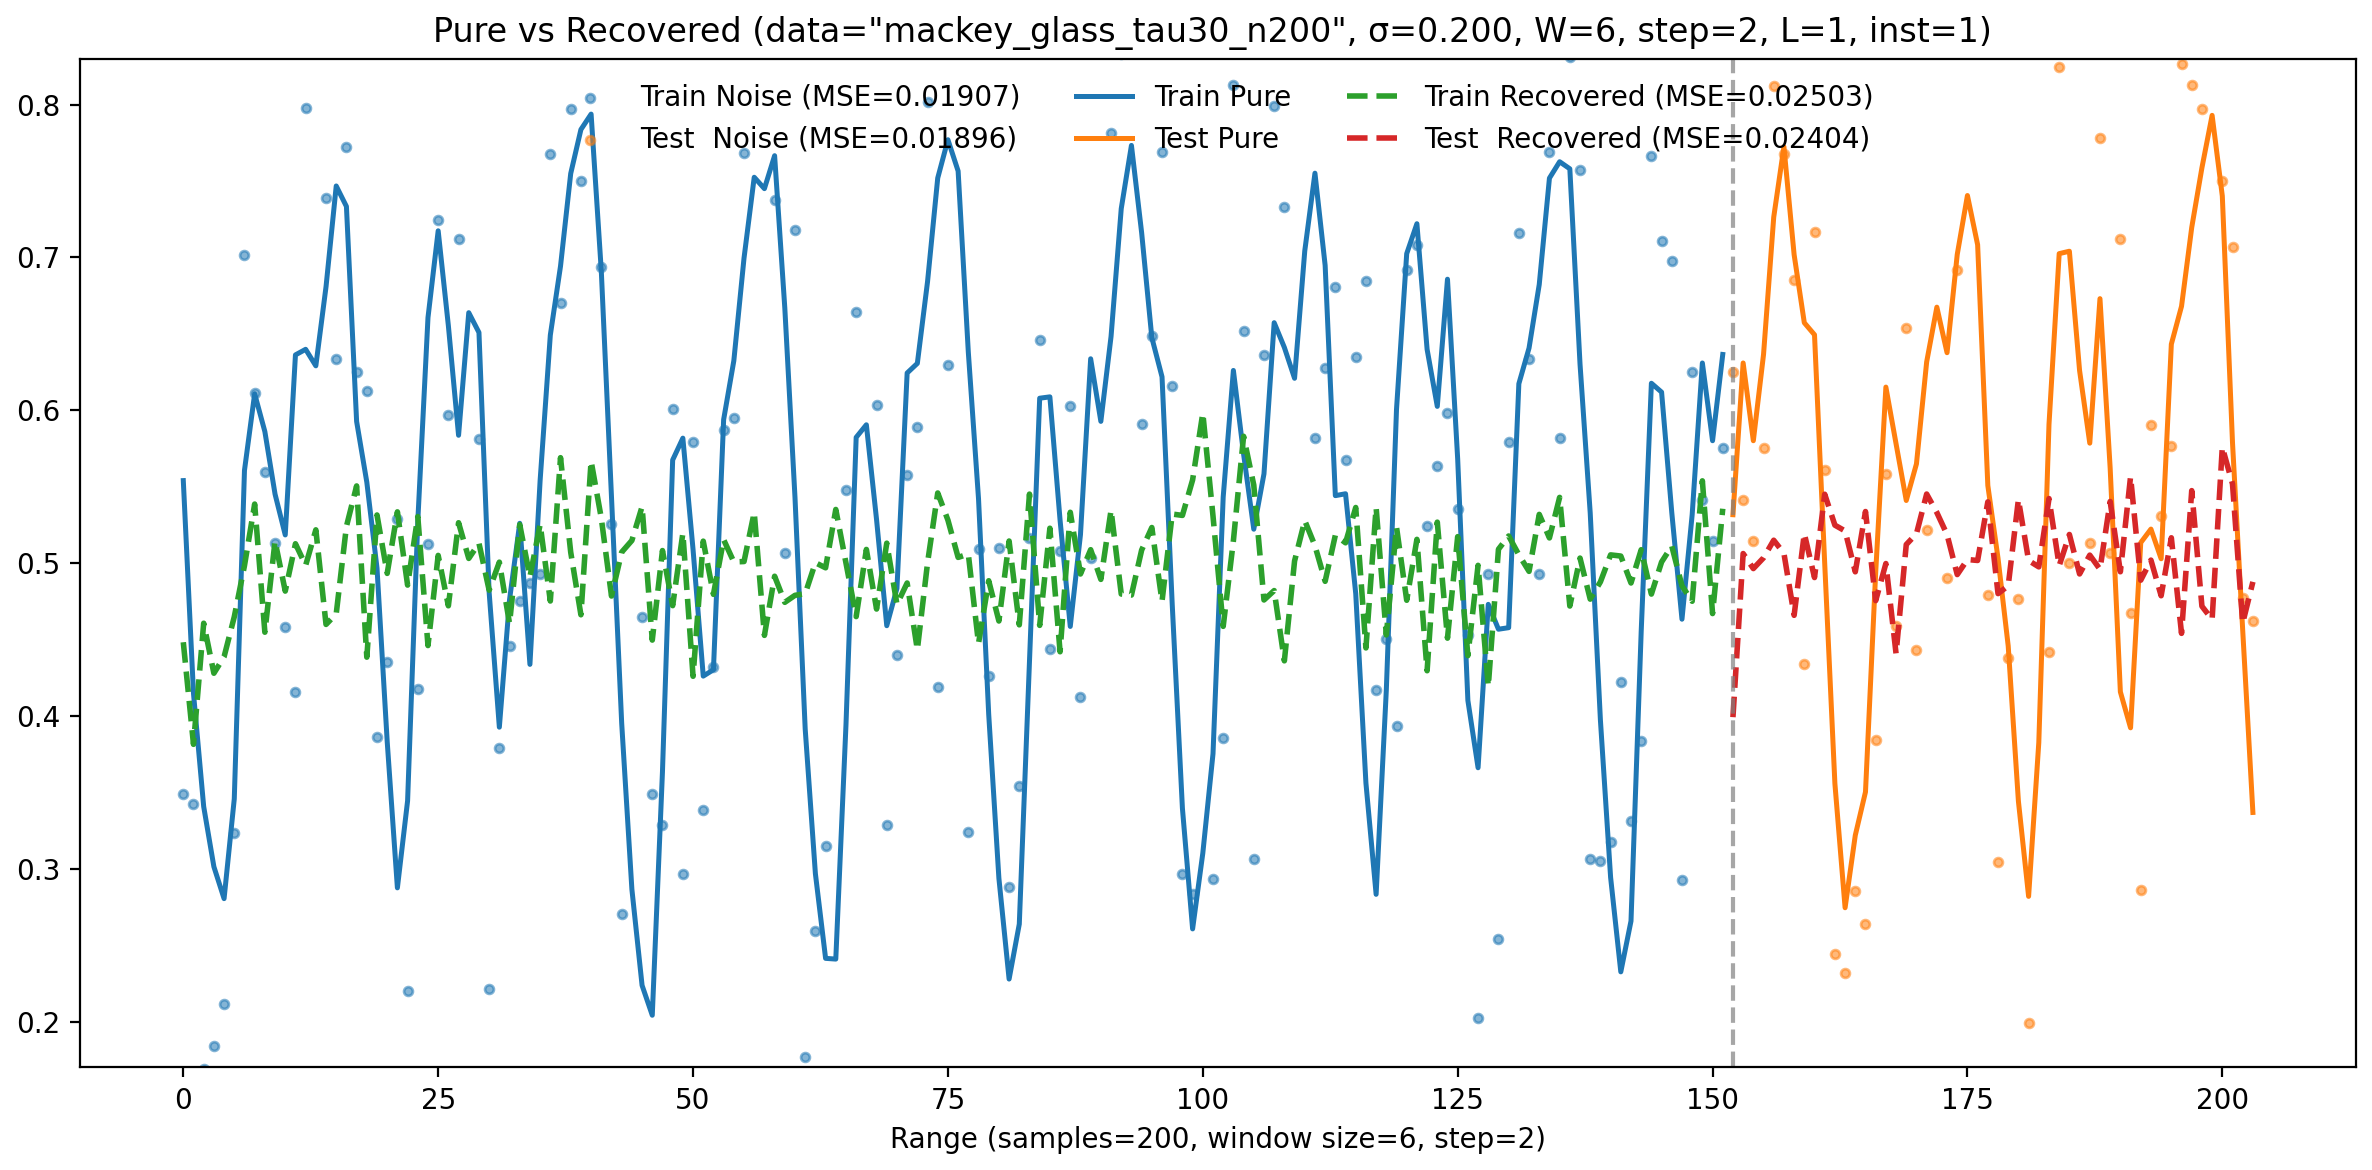 Pure vs Recovered (data="mackey_glass_tau30_n200", σ=0.200, W=6, step=2, L=1, inst=1)
Train Noise (MSE=0.01907) Train Pure Train Recovered (MSE=0.02503)
Test  Noise (MSE=0.01896) Test Pure Test  Recovered (MSE=0.02404)
0.8
0.7
0.6
0.5
0.4
0.3
0.2
0 25 50 75 100 125 150 175 200
Range (samples=200, window size=6, step=2)